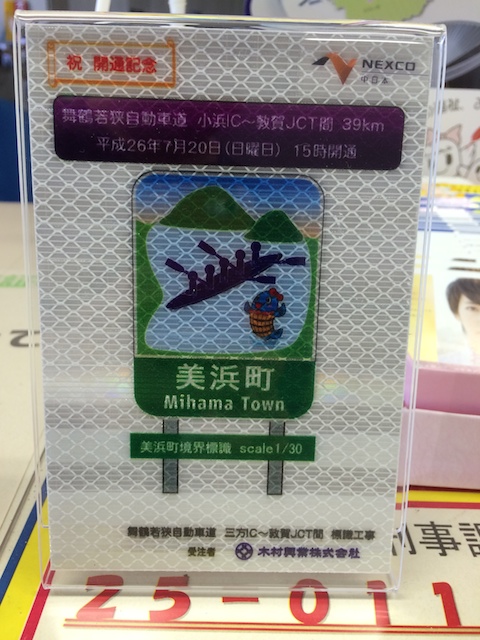 祝 開通記念
NEXCO
中日本
舞鶴若狭自動車道 小浜IC～敦賀JCT間 39km
平成26年7月20日(日曜日) 15時開通
美浜町
Mihama Town
美浜町境界標識 scale1/30
舞鶴若狭自動車道 三方IC～敦賀JCT間 標識工事
受注者 木村興業株式会社
事調
25-011